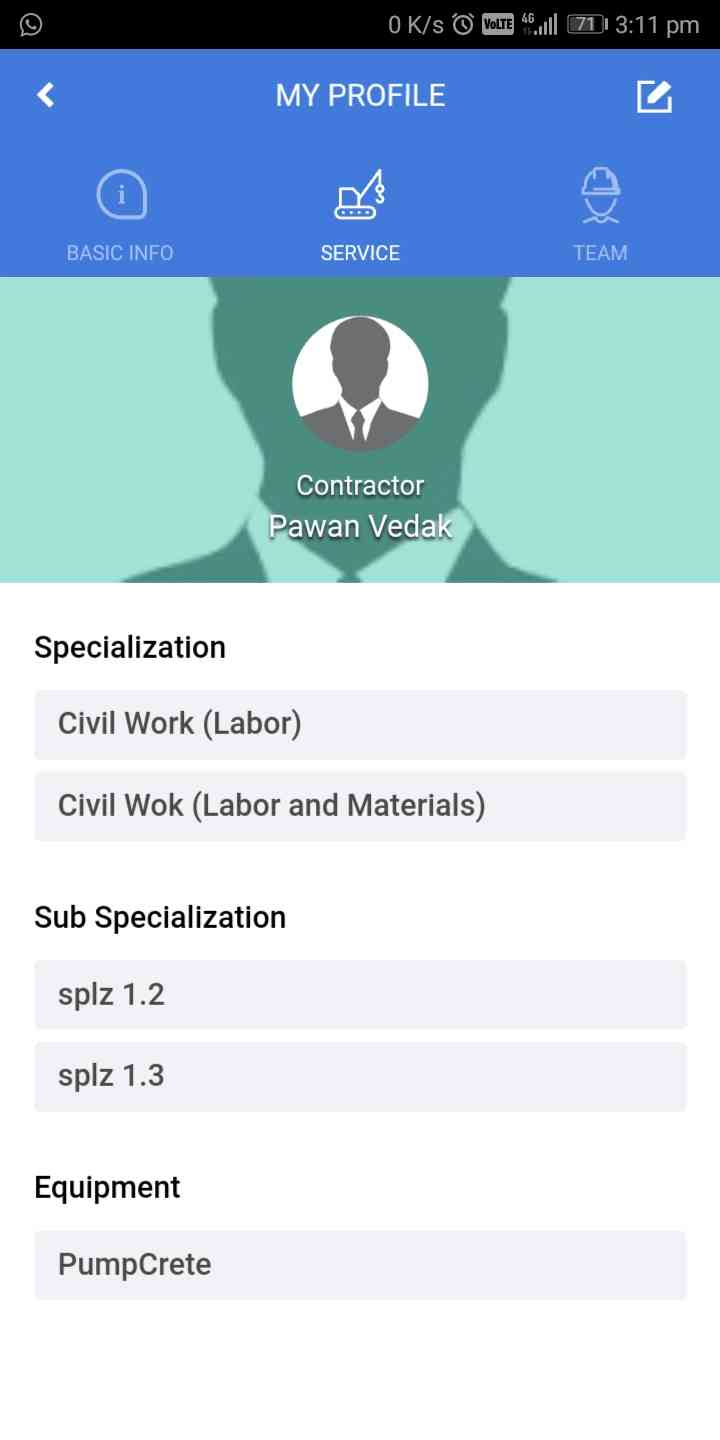 0 K/s VoLTE 4G 71 3:11 pm
MY PROFILE
BASIC INFO SERVICE TEAM
Contractor
Pawan Vedak
Specialization
Civil Work (Labor)
Civil Wok (Labor and Materials)
Sub Specialization
splz 1.2
splz 1.3
Equipment
PumpCrete